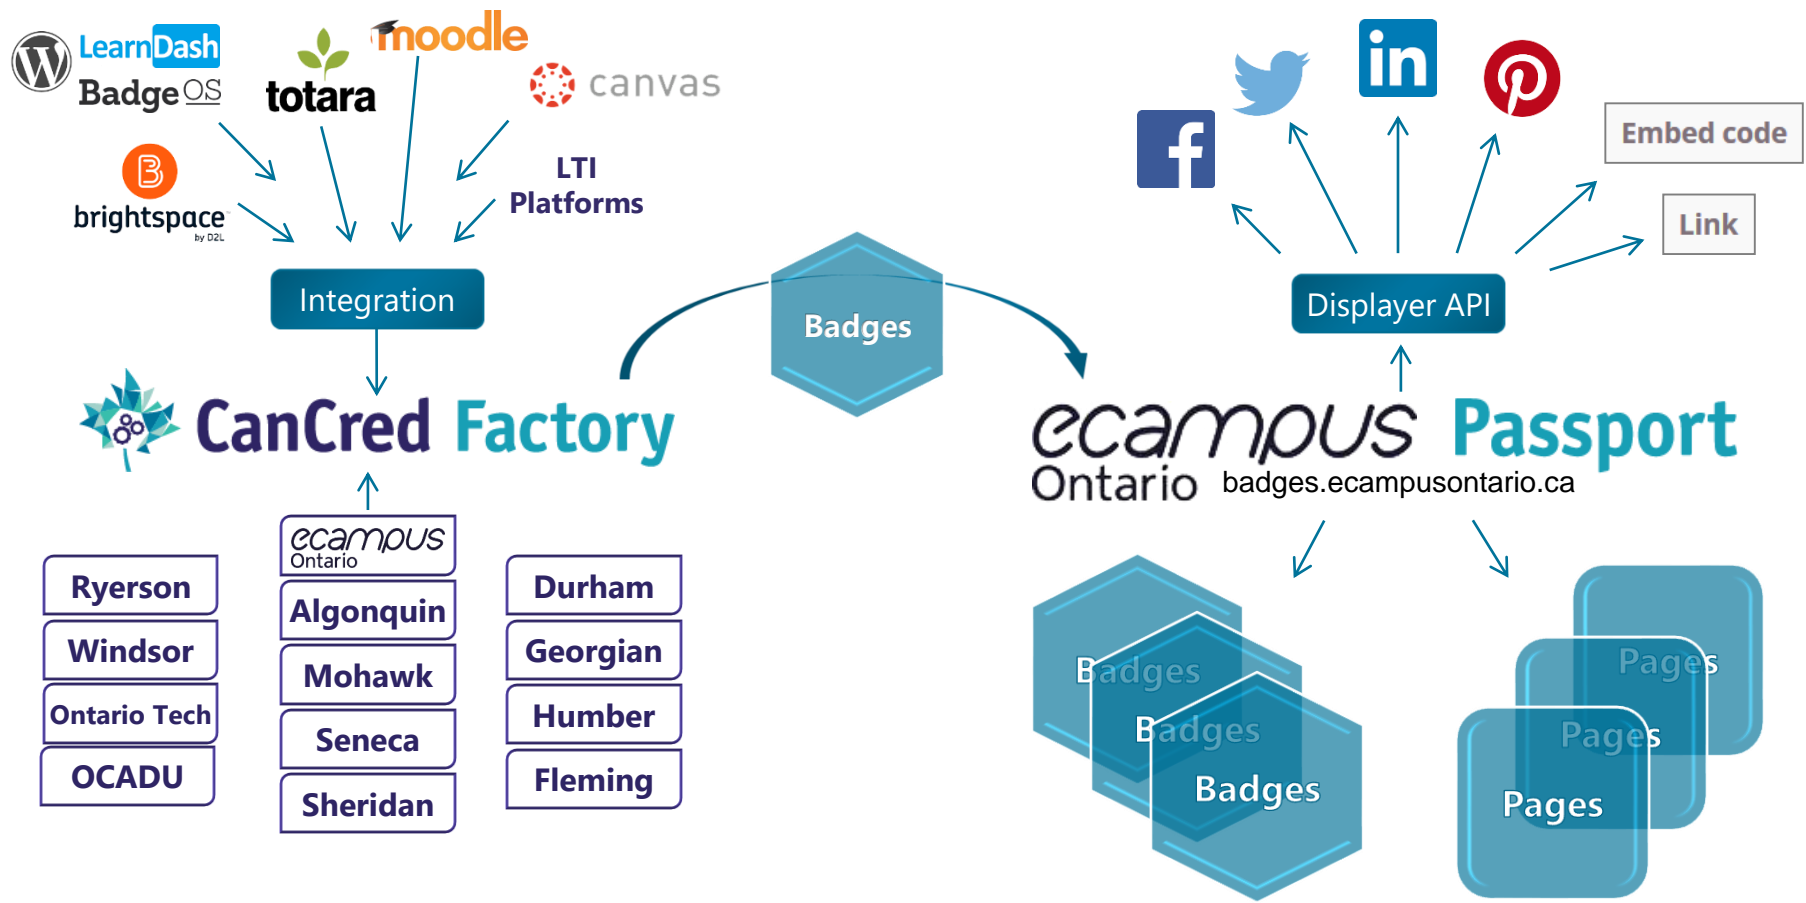 LearnDash
BadgeOS
totara
moodle
canvas
brightspace
by D2L
LTI
Platforms
Integration
CanCred Factory
ecampus
Ontario
Ryerson
Windsor
Ontario Tech
OCADU
Algonquin
Mohawk
Seneca
Sheridan
Durham
Georgian
Humber
Fleming
Badges
Embed code
Link
Displayer API
ecampus Passport
Ontario
badges.ecampusontario.ca
Badges
Badges
Badges
Pages
Pages
Pages